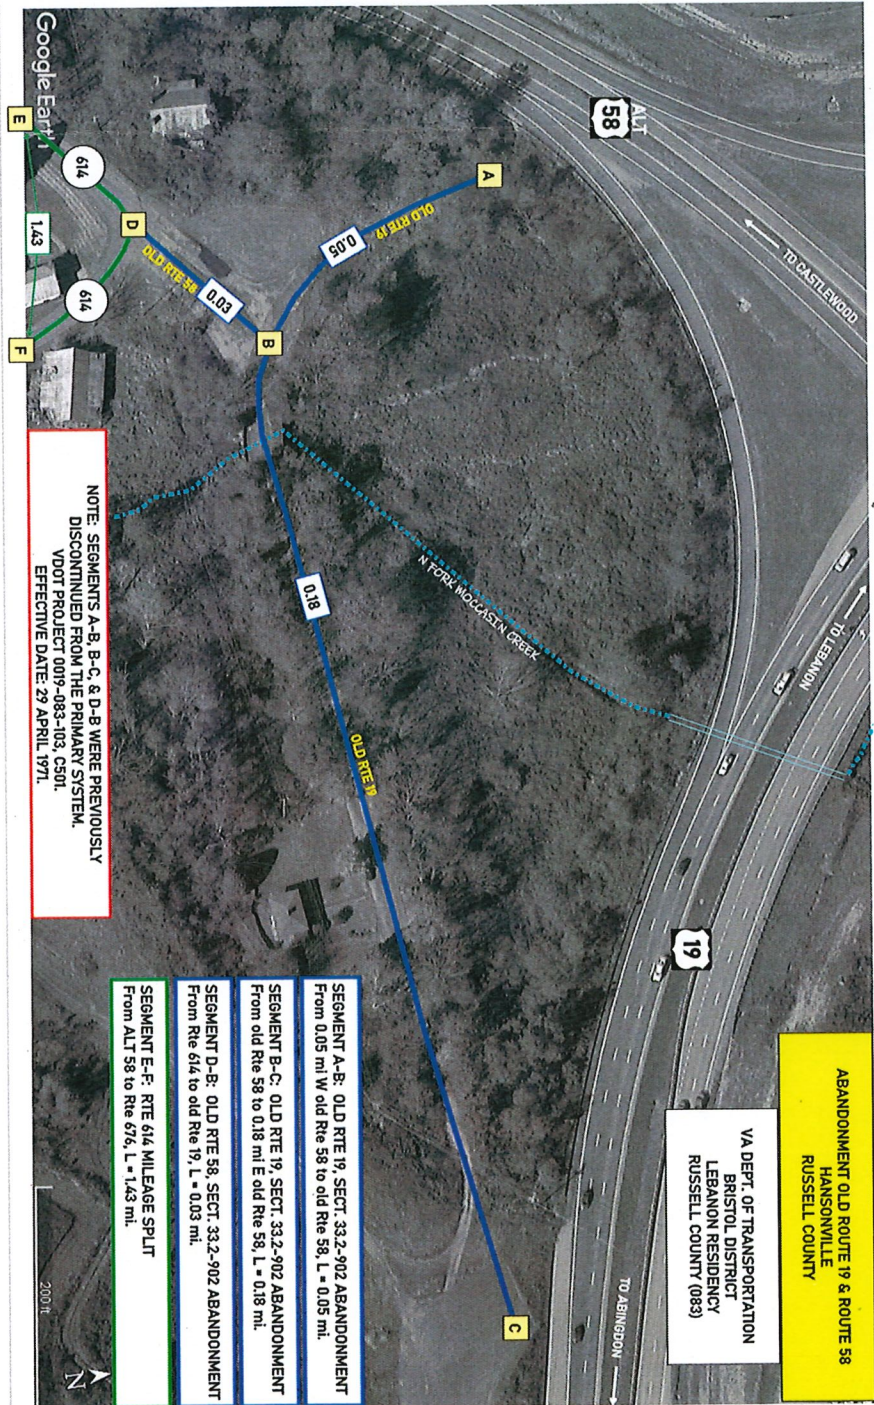 ABANDONMENT OLD ROUTE 19 & ROUTE 58
HANSONVILLE
RUSSELL COUNTY
VA DEPT. OF TRANSPORTATION
BRISTOL DISTRICT
LEBANON RESIDENCY
RUSSELL COUNTY (083)
ALT
58
TO CASTLEWOOD
TO LEBANON
19
TO ABINGDON
A
OLD RTE 19
0.05
B
0.03
OLD RTE 58
D
614
614
E
1.43
F
N FORK MOCCASIN CREEK
0.18
OLD RTE 19
C
SEGMENT A-B: OLD RTE 19, SECT. 33.2-902 ABANDONMENT
From 0.05 mi W old Rte 58 to old Rte 58, L = 0.05 mi.
SEGMENT B-C: OLD RTE 19, SECT. 33.2-902 ABANDONMENT
From old Rte 58 to 0.18 mi E old Rte 58, L = 0.18 mi.
SEGMENT D-B: OLD RTE 58, SECT. 33.2-902 ABANDONMENT
From Rte 614 to old Rte 19, L = 0.03 mi.
SEGMENT E-F: RTE 614 MILEAGE SPLIT
From ALT 58 to Rte 676, L = 1.43 mi.
NOTE: SEGMENTS A-B, B-C, & D-B WERE PREVIOUSLY
DISCONTINUED FROM THE PRIMARY SYSTEM.
VDOT PROJECT 0019-083-103, C501.
EFFECTIVE DATE: 29 APRIL 1971.
Google Earth
200 ft
N